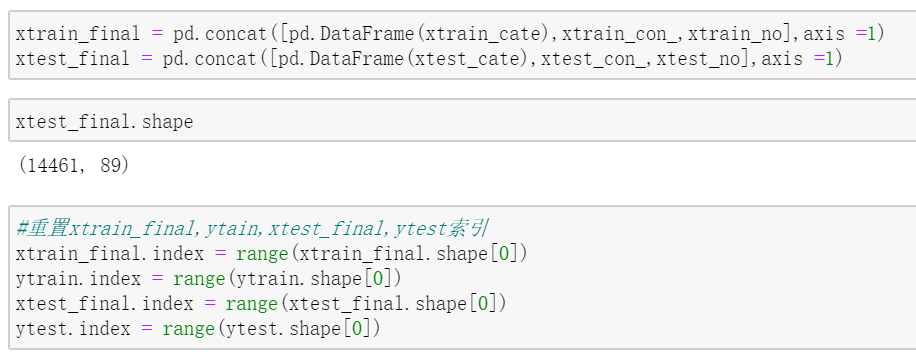 xtrain_final = pd.concat([pd.DataFrame(xtrain_cate),xtrain_con_,xtrain_no],axis =1)
xtest_final = pd.concat([pd.DataFrame(xtest_cate),xtest_con_,xtest_no],axis =1)
xtest_final.shape
(14461, 89)
#重置xtrain_final,ytain,xtest_final,ytest索引
xtrain_final.index = range(xtrain_final.shape[0])
ytrain.index = range(ytrain.shape[0])
xtest_final.index = range(xtest_final.shape[0])
ytest.index = range(ytest.shape[0])